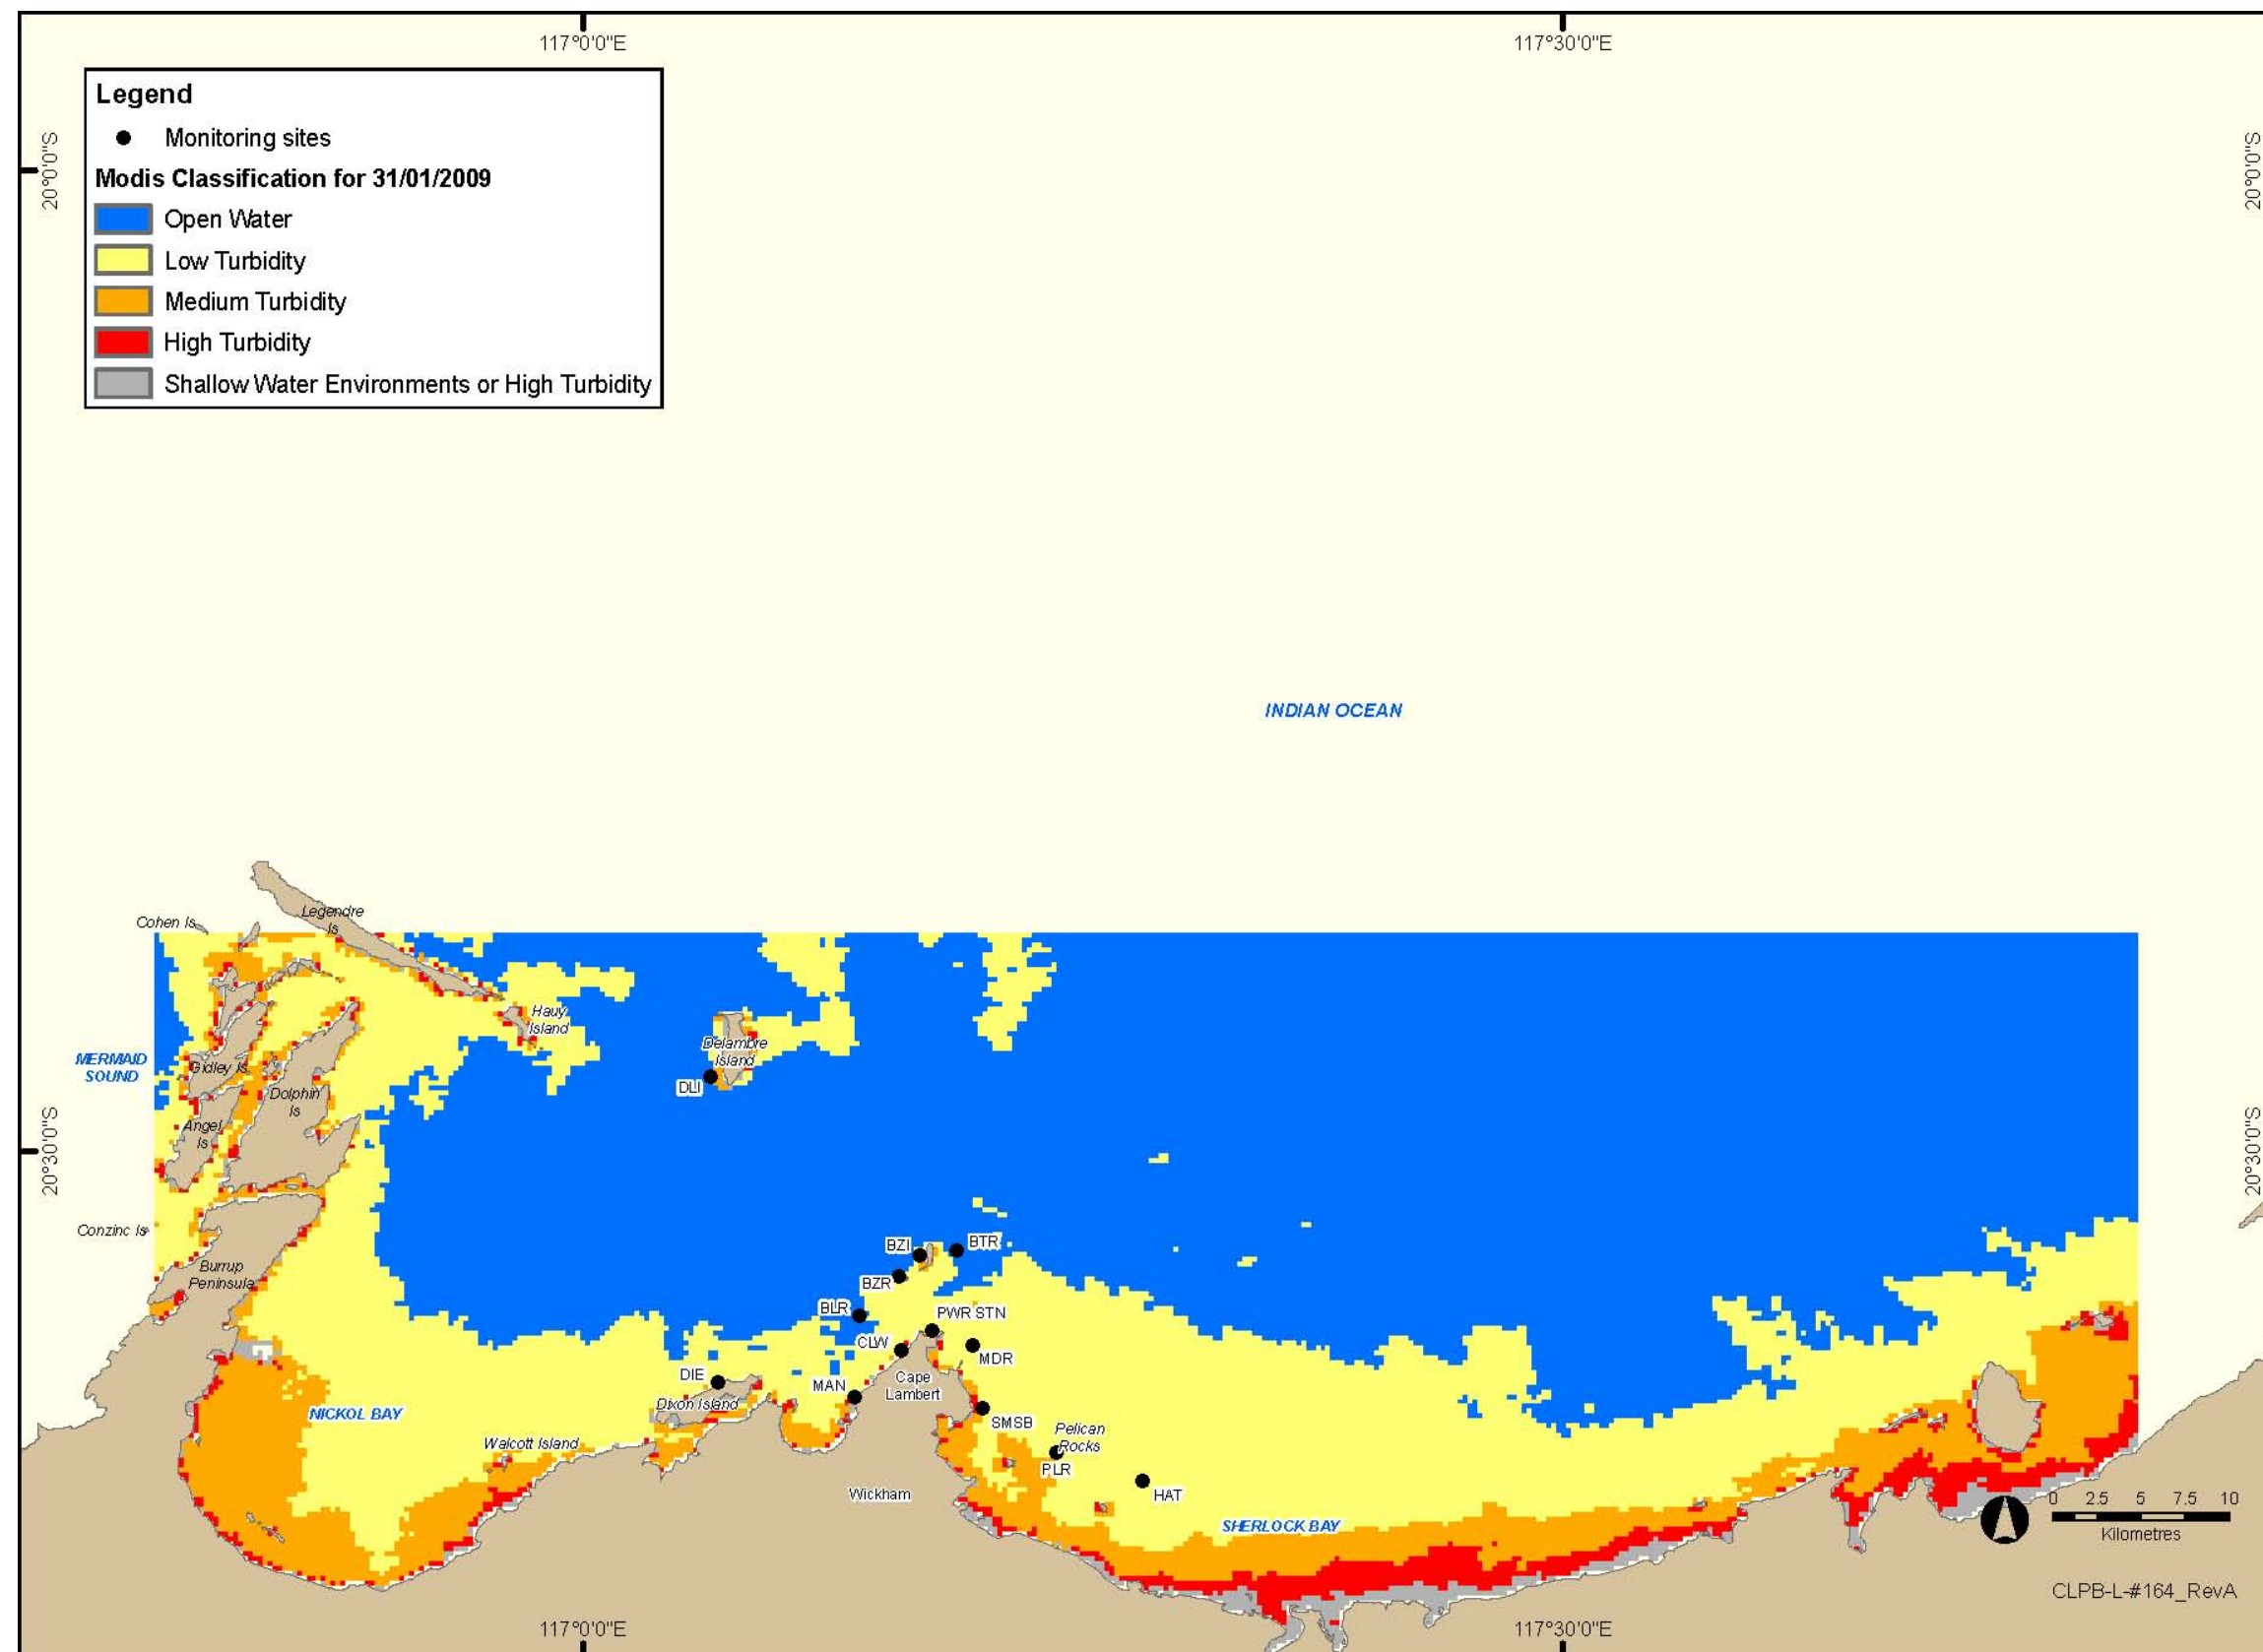 117°0'0"E
117°30'0"E
Legend
Monitoring sites
Modis Classification for 31/01/2009
Open Water
Low Turbidity
Medium Turbidity
High Turbidity
Shallow Water Environments or High Turbidity
20°0'0"S
20°0'0"S
INDIAN OCEAN
Cohen Is
Legendre
Is
Hauy
Island
Delambre
Island
MERMAID
SOUND
Gidley Is
DLI
Dolphin
Is
Angel
Is
20°30'0"S
20°30'0"S
Conzinc Is
BZI
BTR
Burrup
Peninsula
BZR
BLR
PWR STN
CLW
MDR
DIE
MAN
Cape
Lambert
Dixon Island
NICKOL BAY
SMSB
Pelican
Rocks
Walcott Island
PLR
Wickham
HAT
SHERLOCK BAY
0 2.5 5 7.5 10
Kilometres
CLPB-L-#164_RevA
117°0'0"E
117°30'0"E